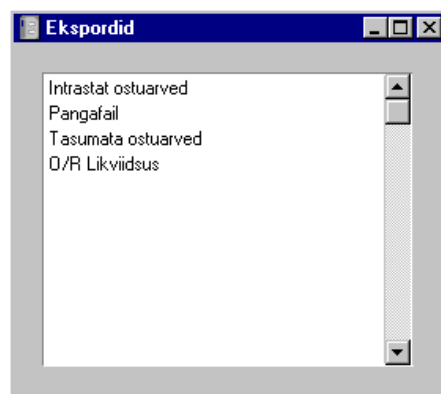 Ekspordid
Intrastat ostuarved
Pangafail
Tasumata ostuarved
O/R Likviidsus